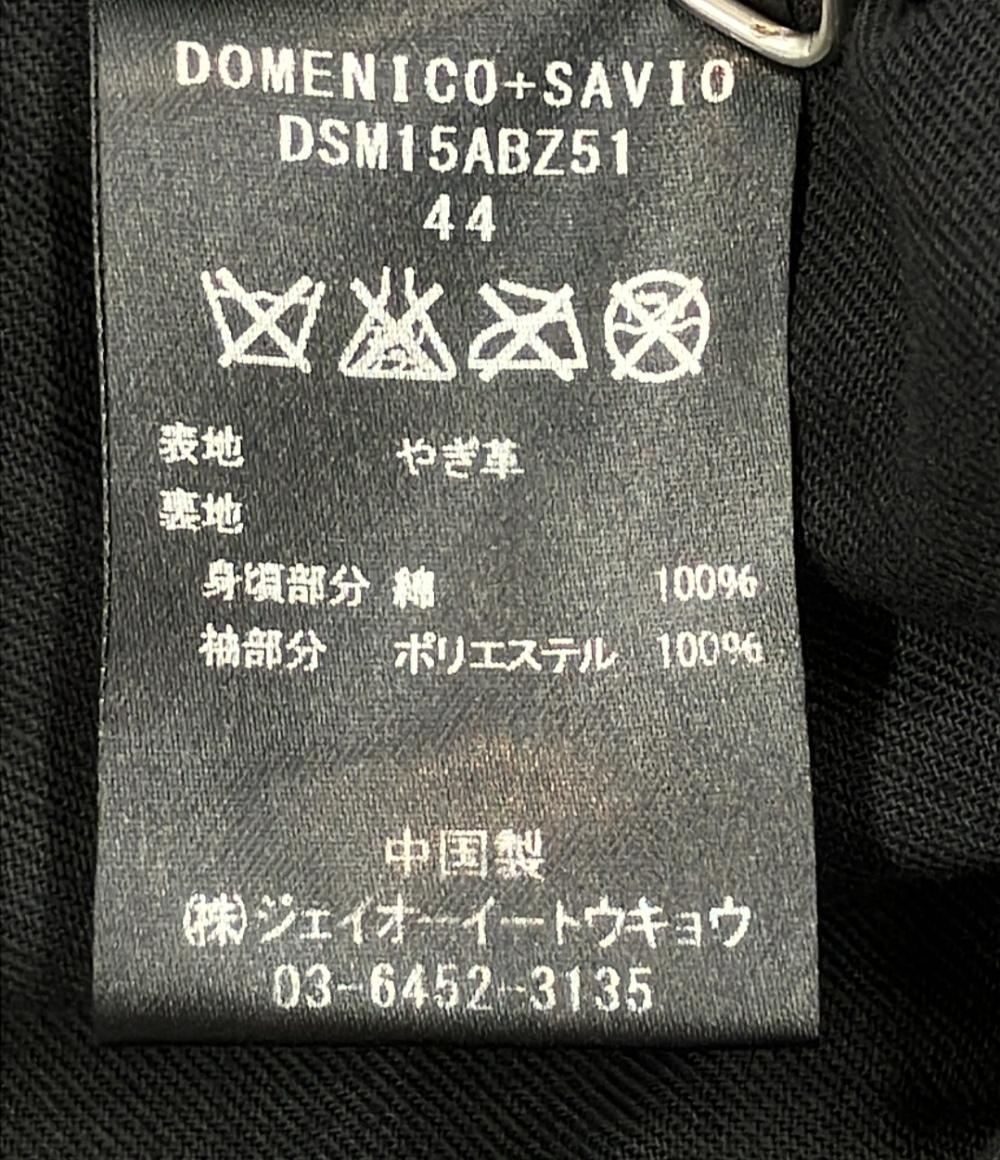 DOMENICO+SAVIO
DSM15ABZ51
44
表地 やぎ革
裏地
身頃部分 綿 100%
袖部分 ポリエステル 100%
中国製
㈱ジェイオーイートウキョウ
03-6452-3135